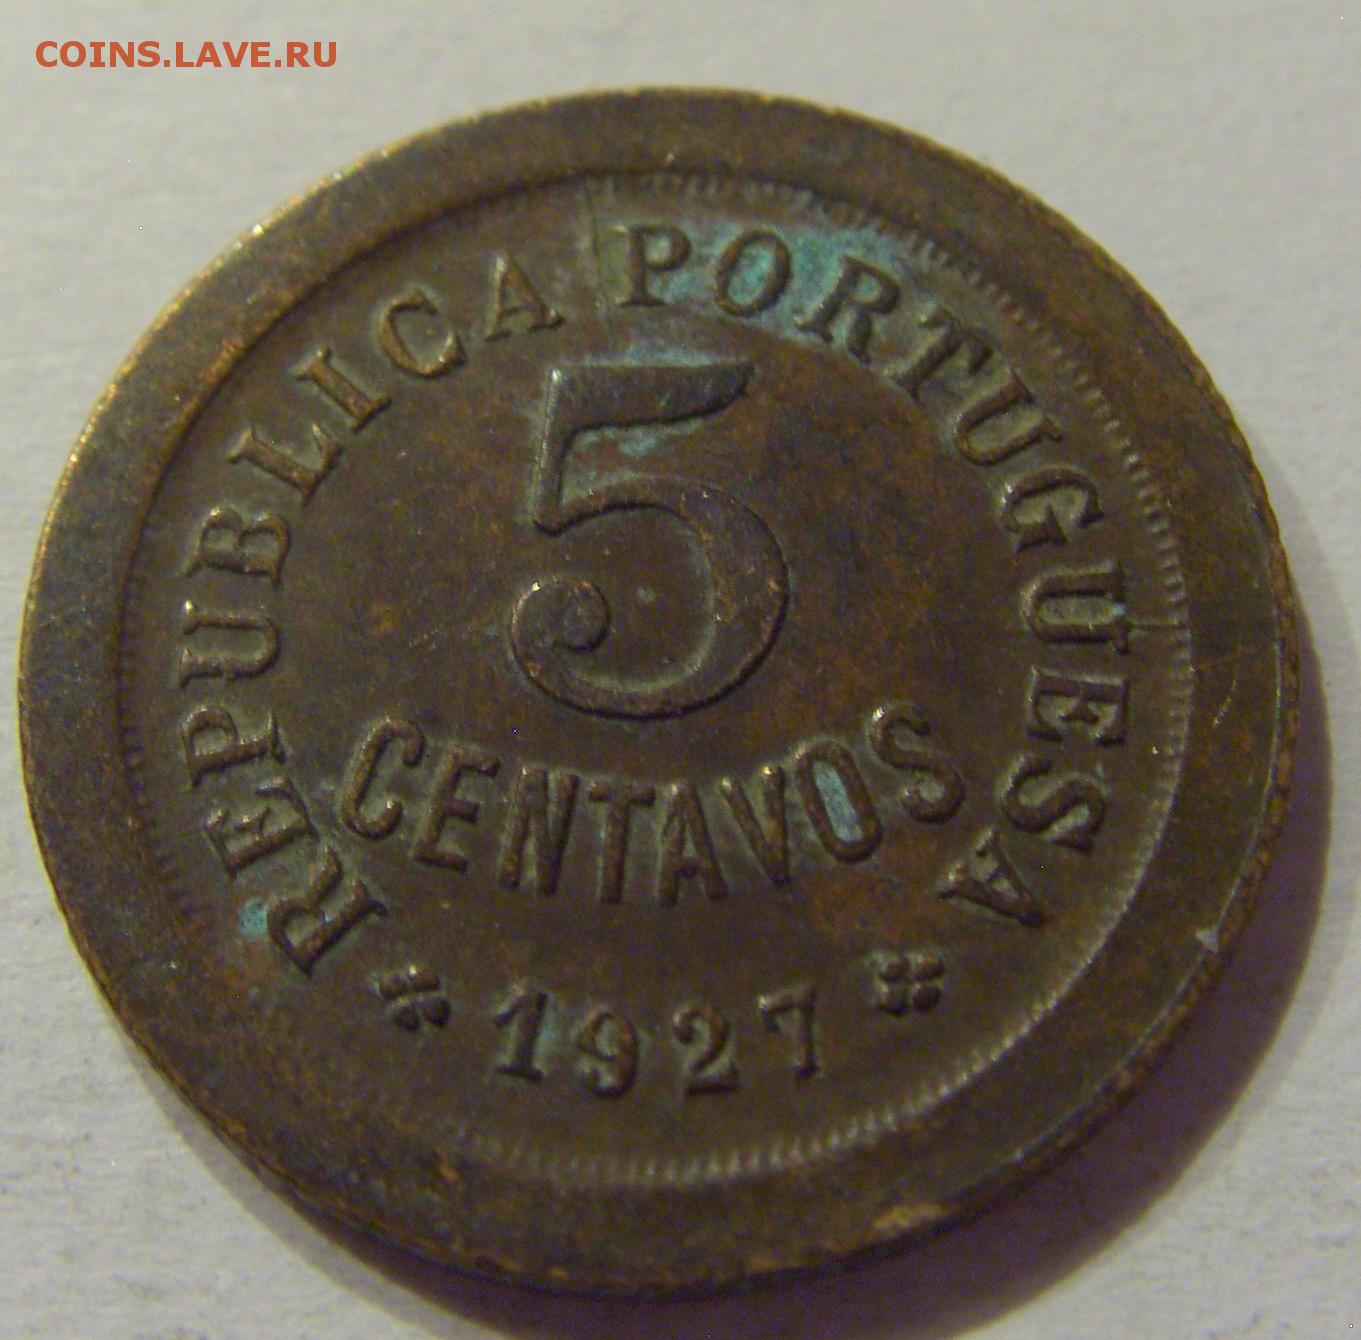 COINS.LAVE.RU
REPUBLICA PORTUGUESA
5
CENTAVOS
1927